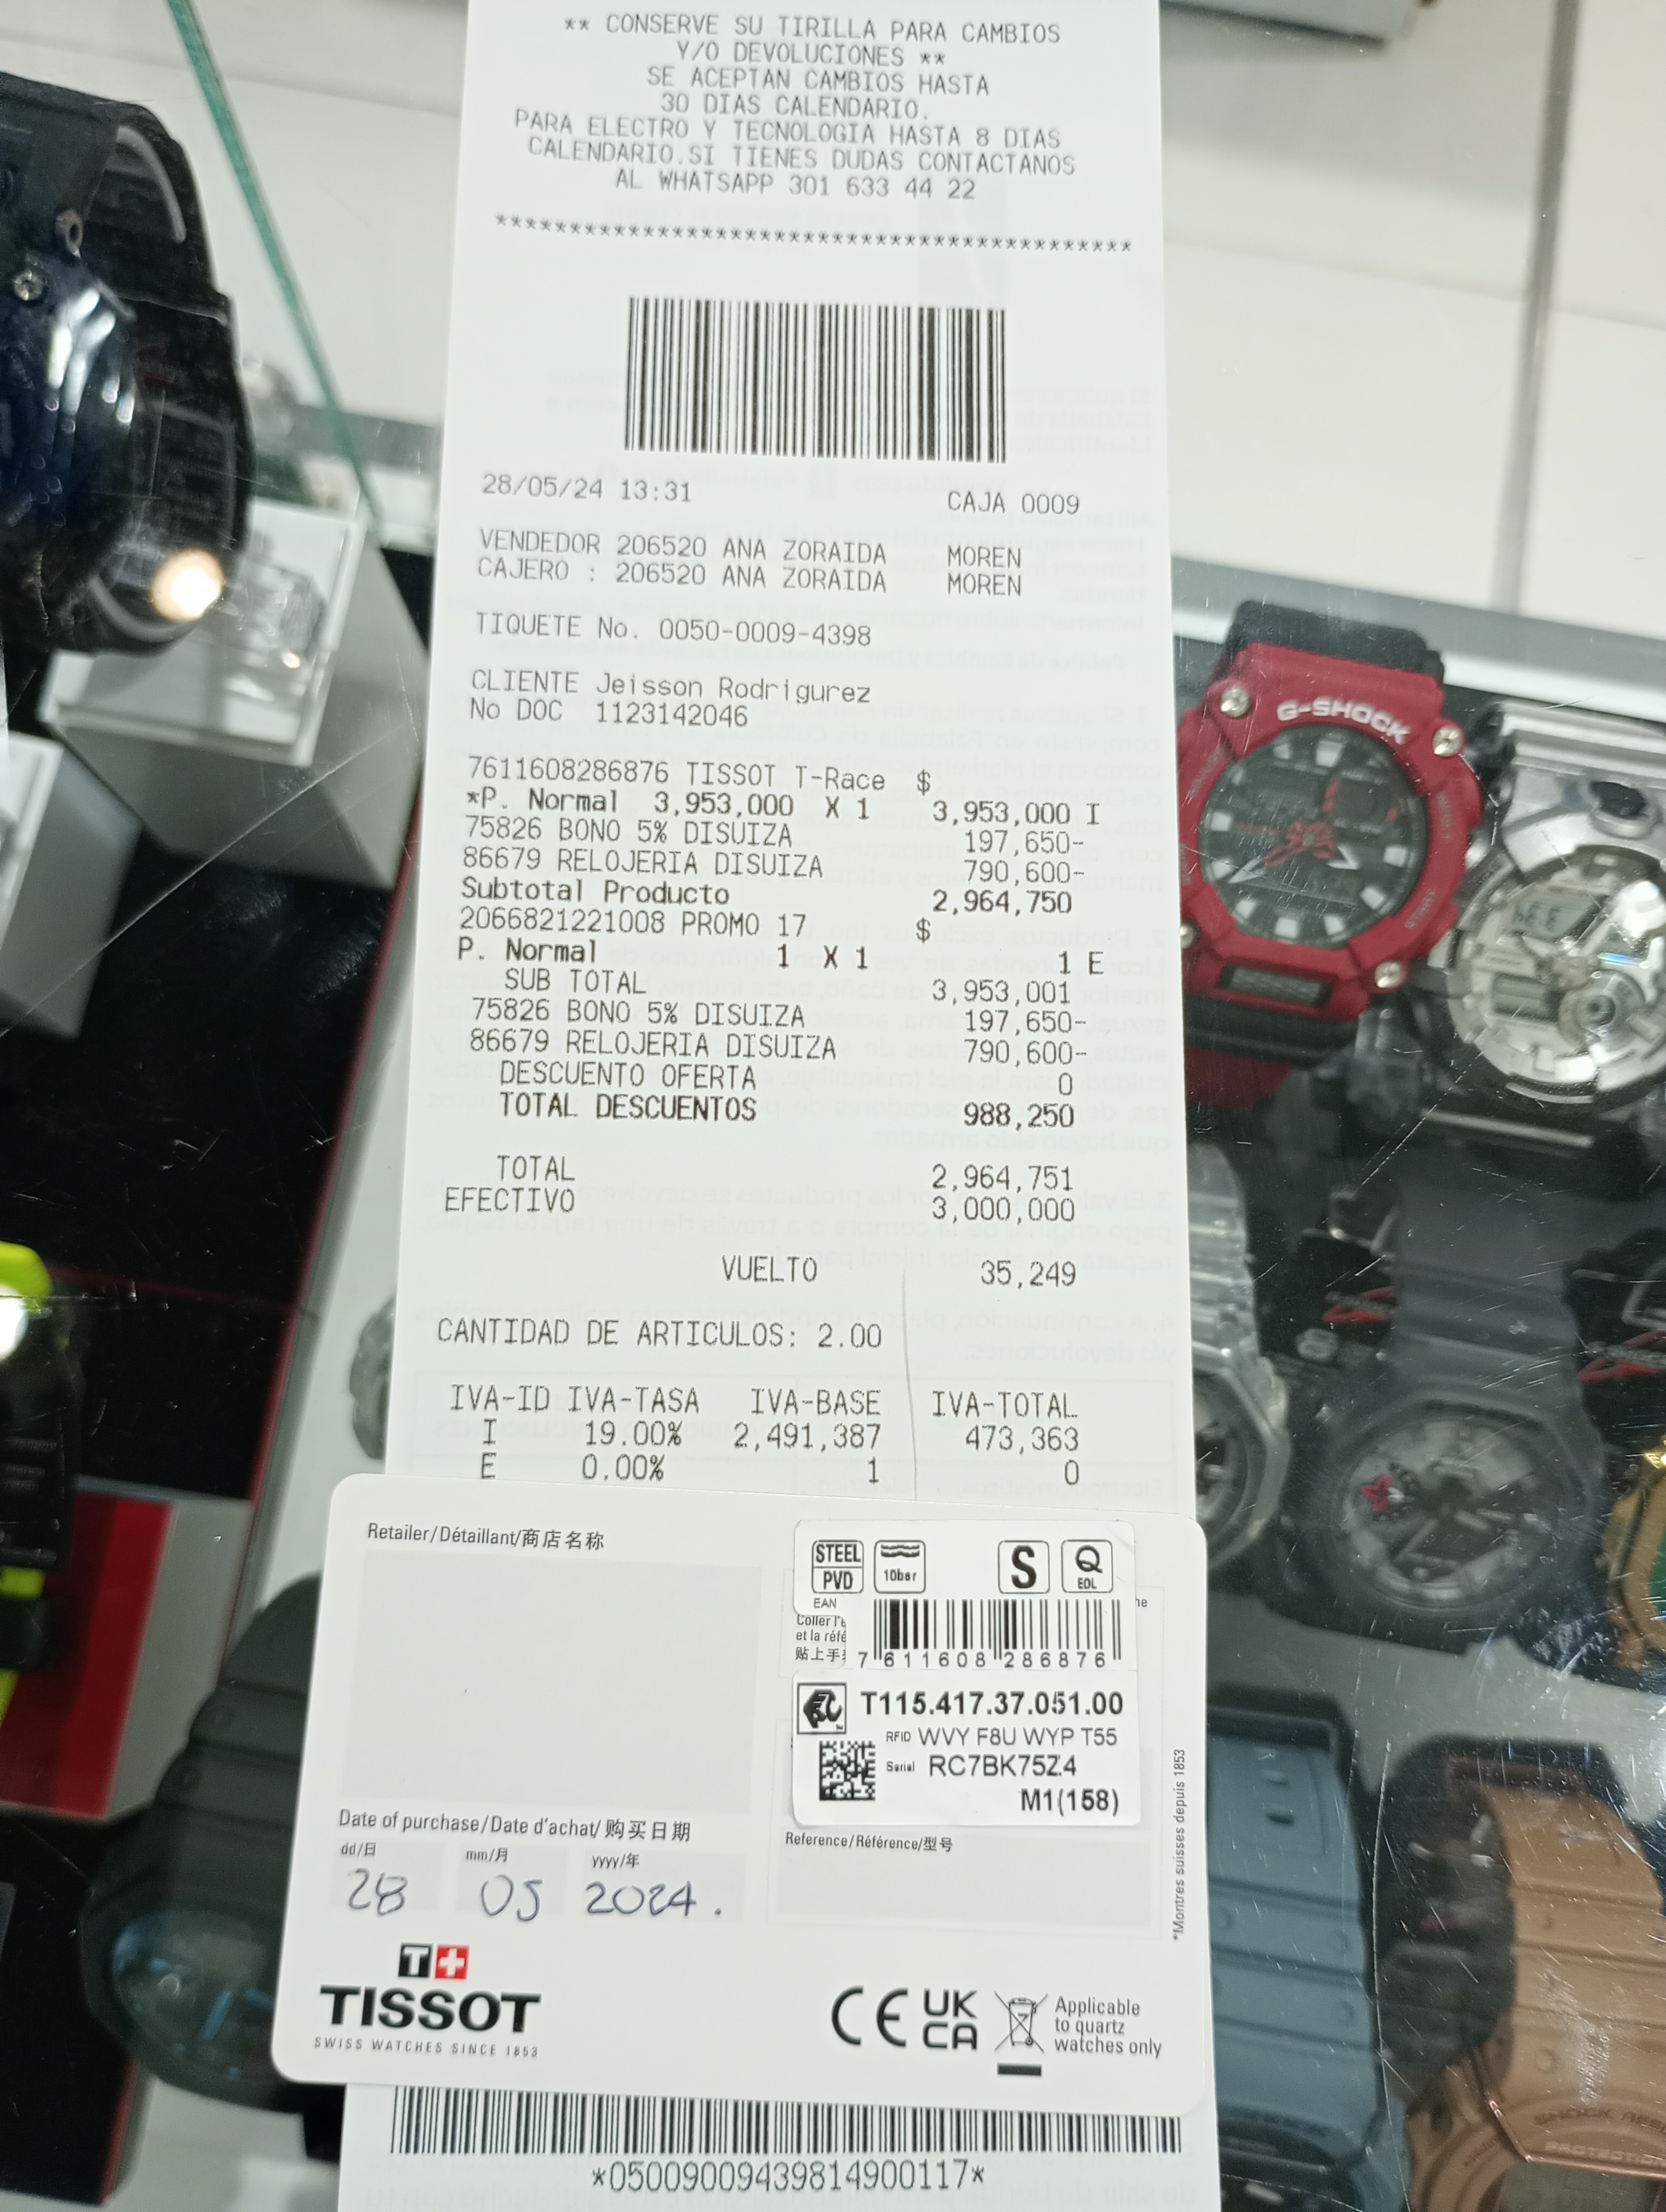 ** CONSERVE SU TIRILLA PARA CAMBIOS
Y/O DEVOLUCIONES **
SE ACEPTAN CAMBIOS HASTA
30 DIAS CALENDARIO.
PARA ELECTRO Y TECNOLOGIA HASTA 8 DIAS
CALENDARIO.SI TIENES DUDAS CONTACTANOS
AL WHATSAPP 301 633 44 22
28/05/24 13:31 CAJA 0009
VENDEDOR 206520 ANA ZORAIDA MOREN
CAJERO : 206520 ANA ZORAIDA MOREN
TIQUETE No. 0050-0009-4398
CLIENTE Jeisson Rodrigurez
No DOC 1123142046
7611608286876 TISSOT T-Race $
*P. Normal 3,953,000 X 1 3,953,000 I
75826 BONO 5% DISUIZA 197,650-
86679 RELOJERIA DISUIZA 790,600-
Subtotal Producto 2,964,750
2066821221008 PROMO 17 $
P. Normal 1 X 1 1 E
SUB TOTAL 3,953,001
75826 BONO 5% DISUIZA 197,650-
86679 RELOJERIA DISUIZA 790,600-
DESCUENTO OFERTA 0
TOTAL DESCUENTOS 988,250
TOTAL 2,964,751
EFECTIVO 3,000,000
VUELTO 35,249
CANTIDAD DE ARTICULOS: 2.00
IVA-ID IVA-TASA IVA-BASE IVA-TOTAL
I 19.00% 2,491,387 473,363
E 0.00% 1 0
Retailer/Détaillant/商店名称
STEEL
PVD
10bar
S
Q
EOL
EAN
Coller l'é
et la réfé
贴上手
7 611608 286876
T115.417.37.051.00
RFID WVY F8U WYP T55
Serial RC7BK75Z4
M1(158)
Date of purchase/Date d'achat/购买日期
dd/日 mm/月 yyyy/年
28 05 2024.
Reference/Référence/型号
*Montres suisses depuis 1853
T+
TISSOT
SWISS WATCHES SINCE 1853
CE UK
CA
Applicable
to quartz
watches only
*05009009439814900117*
G-SHOCK